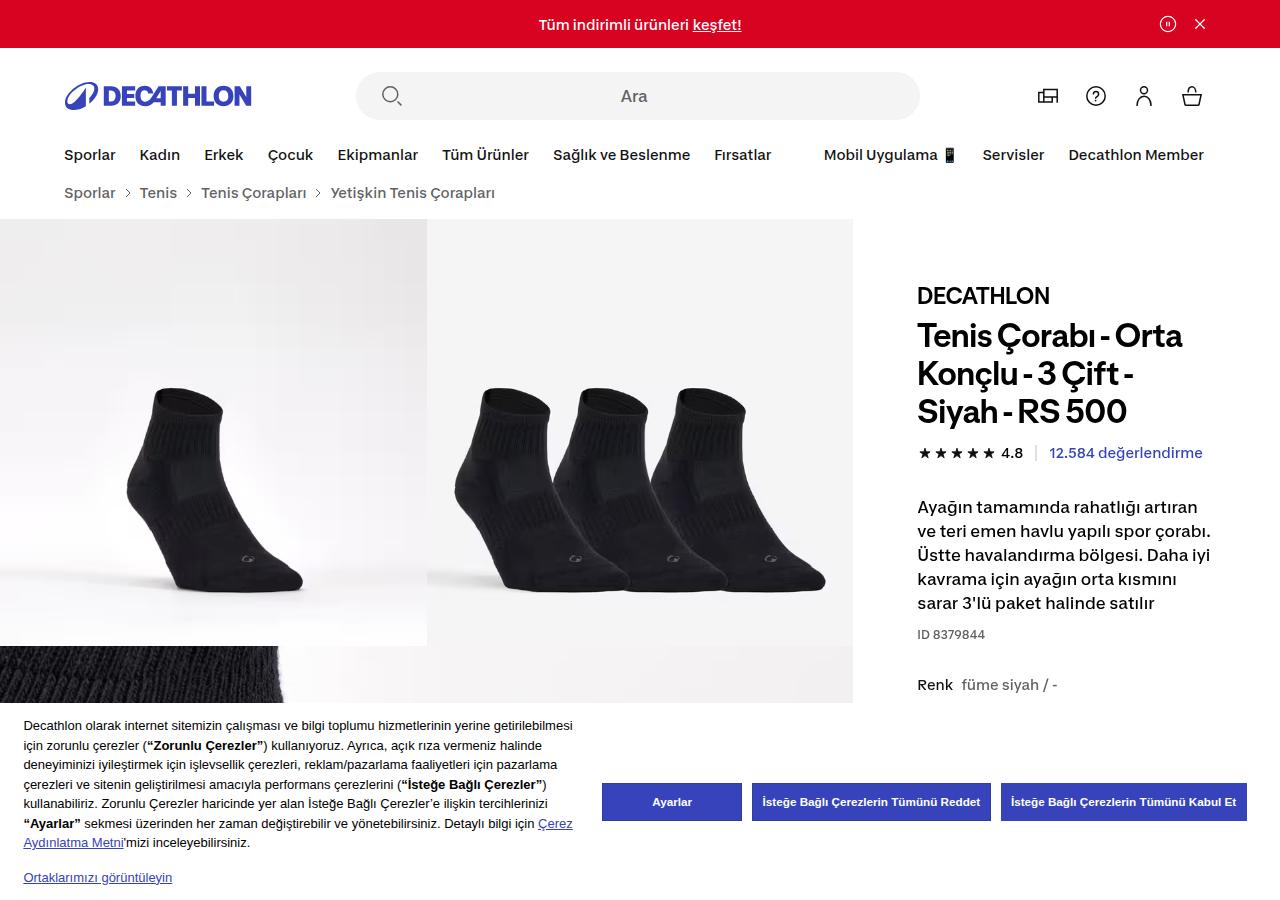 Tüm indirimli ürünleri keşfet!
DECATHLON
Ara
Sporlar
Kadın
Erkek
Çocuk
Ekipmanlar
Tüm Ürünler
Sağlık ve Beslenme
Fırsatlar
Mobil Uygulama 📱
Servisler
Decathlon Member
Sporlar > Tenis > Tenis Çorapları > Yetişkin Tenis Çorapları
DECATHLON
Tenis Çorabı - Orta
Konçlu - 3 Çift -
Siyah - RS 500
★★★★★ 4.8 | 12.584 değerlendirme
Ayağın tamamında rahatlığı artıran
ve teri emen havlu yapılı spor çorabı.
Üstte havalandırma bölgesi. Daha iyi
kavrama için ayağın orta kısmını
sarar 3'lü paket halinde satılır
ID 8379844
Renk füme siyah / -
Decathlon olarak internet sitemizin çalışması ve bilgi toplumu hizmetlerinin yerine getirilebilmesi
için zorunlu çerezler (“Zorunlu Çerezler”) kullanıyoruz. Ayrıca, açık rıza vermeniz halinde
deneyiminizi iyileştirmek için işlevsellik çerezleri, reklam/pazarlama faaliyetleri için pazarlama
çerezleri ve sitenin geliştirilmesi amacıyla performans çerezlerini (“İsteğe Bağlı Çerezler”)
kullanabiliriz. Zorunlu Çerezler haricinde yer alan İsteğe Bağlı Çerezler’e ilişkin tercihlerinizi
“Ayarlar” sekmesi üzerinden her zaman değiştirebilir ve yönetebilirsiniz. Detaylı bilgi için Çerez
Aydınlatma Metni'mizi inceleyebilirsiniz.
Ortaklarımızı görüntüleyin
Ayarlar
İsteğe Bağlı Çerezlerin Tümünü Reddet
İsteğe Bağlı Çerezlerin Tümünü Kabul Et